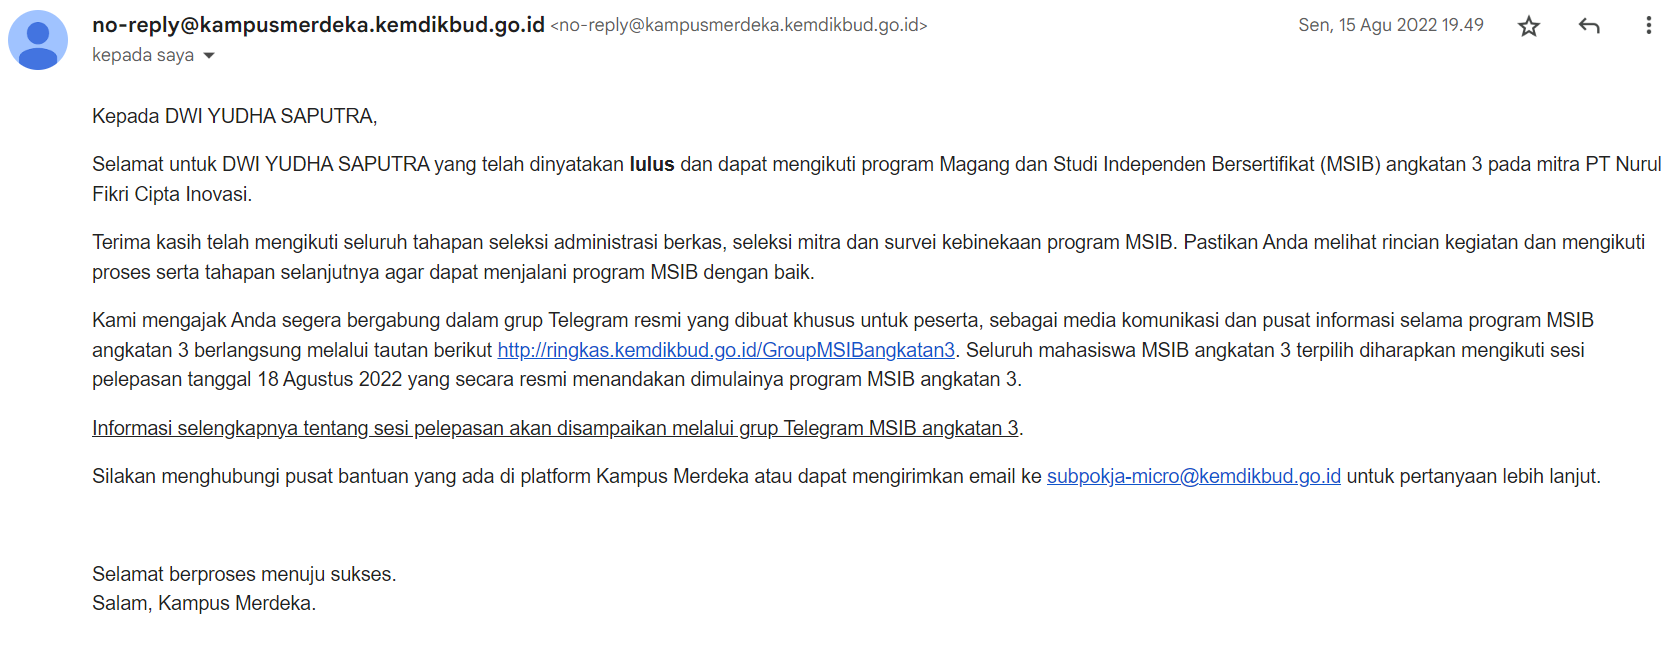 no-reply@kampusmerdeka.kemdikbud.go.id <no-reply@kampusmerdeka.kemdikbud.go.id> Sen, 15 Agu 2022 19.49
kepada saya
Kepada DWI YUDHA SAPUTRA,
Selamat untuk DWI YUDHA SAPUTRA yang telah dinyatakan lulus dan dapat mengikuti program Magang dan Studi Independen Bersertifikat (MSIB) angkatan 3 pada mitra PT Nurul
Fikri Cipta Inovasi.
Terima kasih telah mengikuti seluruh tahapan seleksi administrasi berkas, seleksi mitra dan survei kebinekaan program MSIB. Pastikan Anda melihat rincian kegiatan dan mengikuti
proses serta tahapan selanjutnya agar dapat menjalani program MSIB dengan baik.
Kami mengajak Anda segera bergabung dalam grup Telegram resmi yang dibuat khusus untuk peserta, sebagai media komunikasi dan pusat informasi selama program MSIB
angkatan 3 berlangsung melalui tautan berikut http://ringkas.kemdikbud.go.id/GroupMSIBangkatan3. Seluruh mahasiswa MSIB angkatan 3 terpilih diharapkan mengikuti sesi
pelepasan tanggal 18 Agustus 2022 yang secara resmi menandakan dimulainya program MSIB angkatan 3.
Informasi selengkapnya tentang sesi pelepasan akan disampaikan melalui grup Telegram MSIB angkatan 3.
Silakan menghubungi pusat bantuan yang ada di platform Kampus Merdeka atau dapat mengirimkan email ke subpokja-micro@kemdikbud.go.id untuk pertanyaan lebih lanjut.
Selamat berproses menuju sukses.
Salam, Kampus Merdeka.